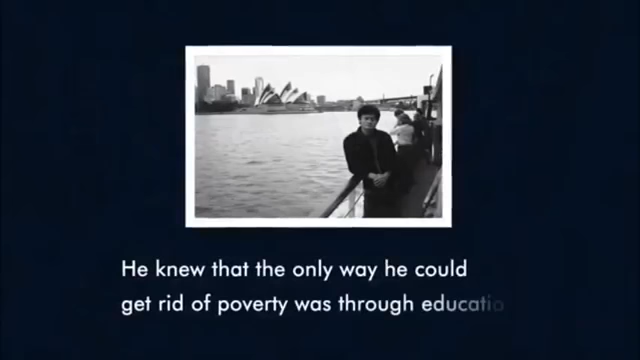 He knew that the only way he could
get rid of poverty was through educatio